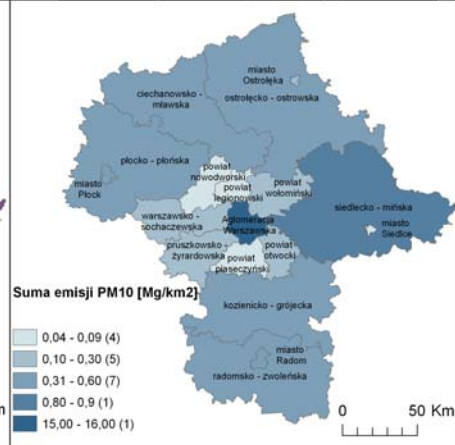 miasto
Ostrołęka
ciechanowsko -
mławska
ostrołęcko - ostrowska
płocko - płońska
powiat
nowodworski
miasto
Płock
powiat
legionowski
powiat
wołomiński
siedlecko - mińska
warszawsko -
sochaczewska
Aglomeracja
Warszawska
miasto
Siedlce
pruszkowsko -
żyrardowska
powiat
otwocki
powiat
piaseczyński
Suma emisji PM10 [Mg/km2]
kozienicko - grójecka
0,04 - 0,09 (4)
0,10 - 0,30 (5)
0,31 - 0,60 (7)
0,80 - 0,9 (1)
15,00 - 16,00 (1)
miasto
Radom
radomsko - zwoleńska
0 50 Km